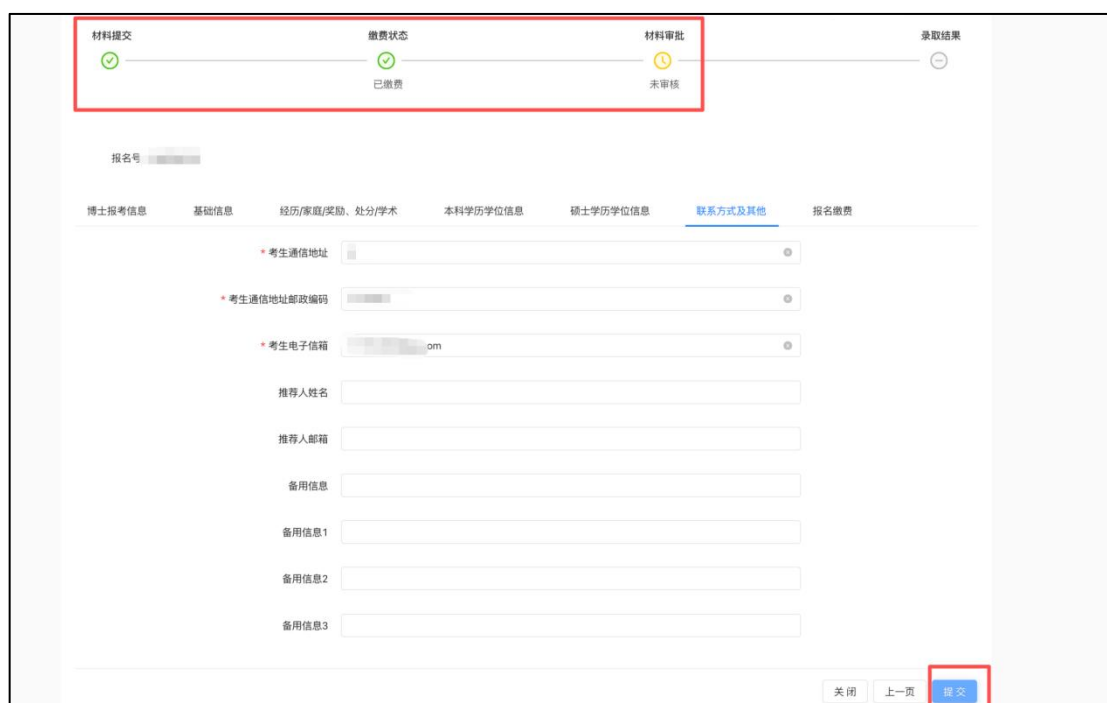 材料提交 缴费状态 材料审批 录取结果
已缴费 未审核
报名号
博士报考信息 基础信息 经历/家庭/奖励、处分/学术 本科学历学位信息 硕士学历学位信息 联系方式及其他 报名缴费
* 考生通信地址
* 考生通信地址邮政编码
* 考生电子信箱 om
推荐人姓名
推荐人邮箱
备用信息
备用信息1
备用信息2
备用信息3
关闭 上一页 提交